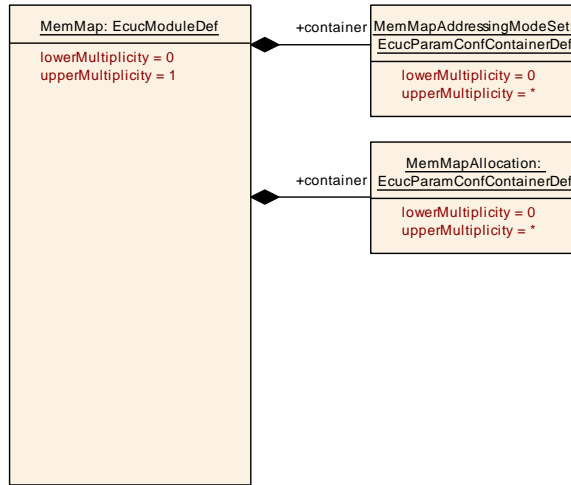 MemMap: EcucModuleDef
lowerMultiplicity = 0
upperMultiplicity = 1
+container
MemMapAddressingModeSet:
EcucParamConfContainerDef
lowerMultiplicity = 0
upperMultiplicity = *
+container
MemMapAllocation:
EcucParamConfContainerDef
lowerMultiplicity = 0
upperMultiplicity = *